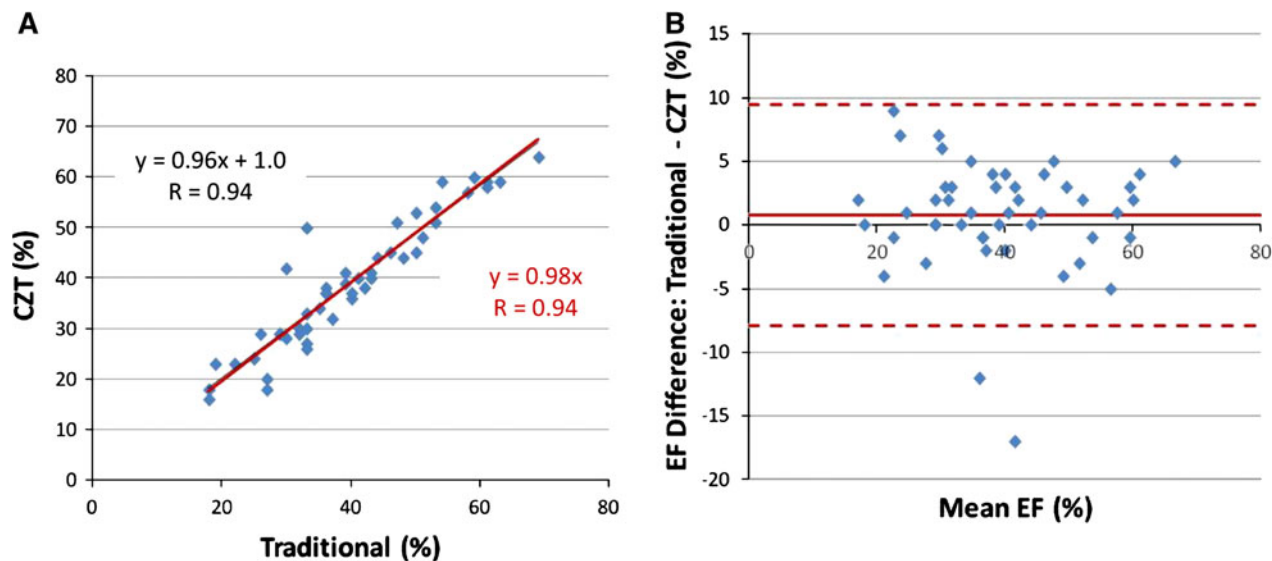 A
80
70
60
50
40
30
20
10
0
0 20 40 60 80
CZT (%)
Traditional (%)
y = 0.96x + 1.0
R = 0.94
y = 0.98x
R = 0.94
B
15
10
5
0
-5
-10
-15
-20
0 20 40 60 80
EF Difference: Traditional - CZT (%)
Mean EF (%)